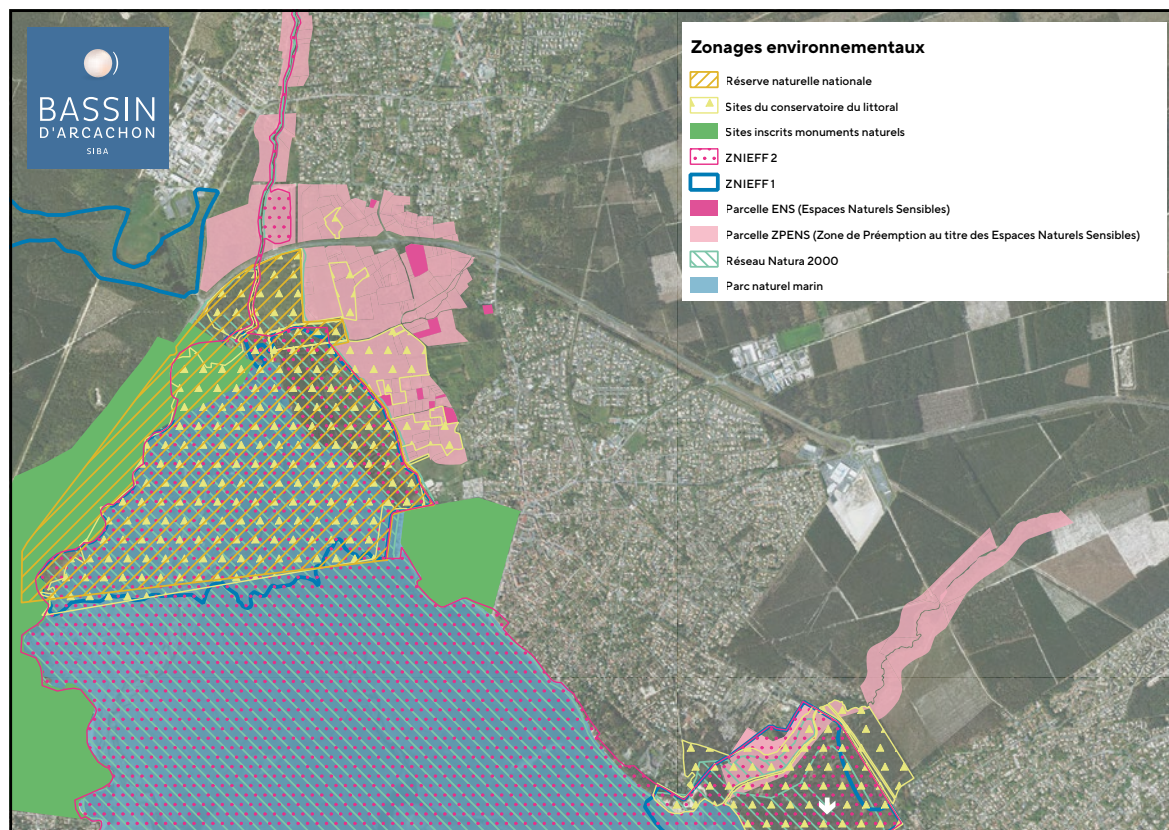 BASSIN
D'ARCACHON
SIBA
Zonages environnementaux
Réserve naturelle nationale
Sites du conservatoire du littoral
Sites inscrits monuments naturels
ZNIEFF 2
ZNIEFF 1
Parcelle ENS (Espaces Naturels Sensibles)
Parcelle ZPENS (Zone de Préemption au titre des Espaces Naturels Sensibles)
Réseau Natura 2000
Parc naturel marin